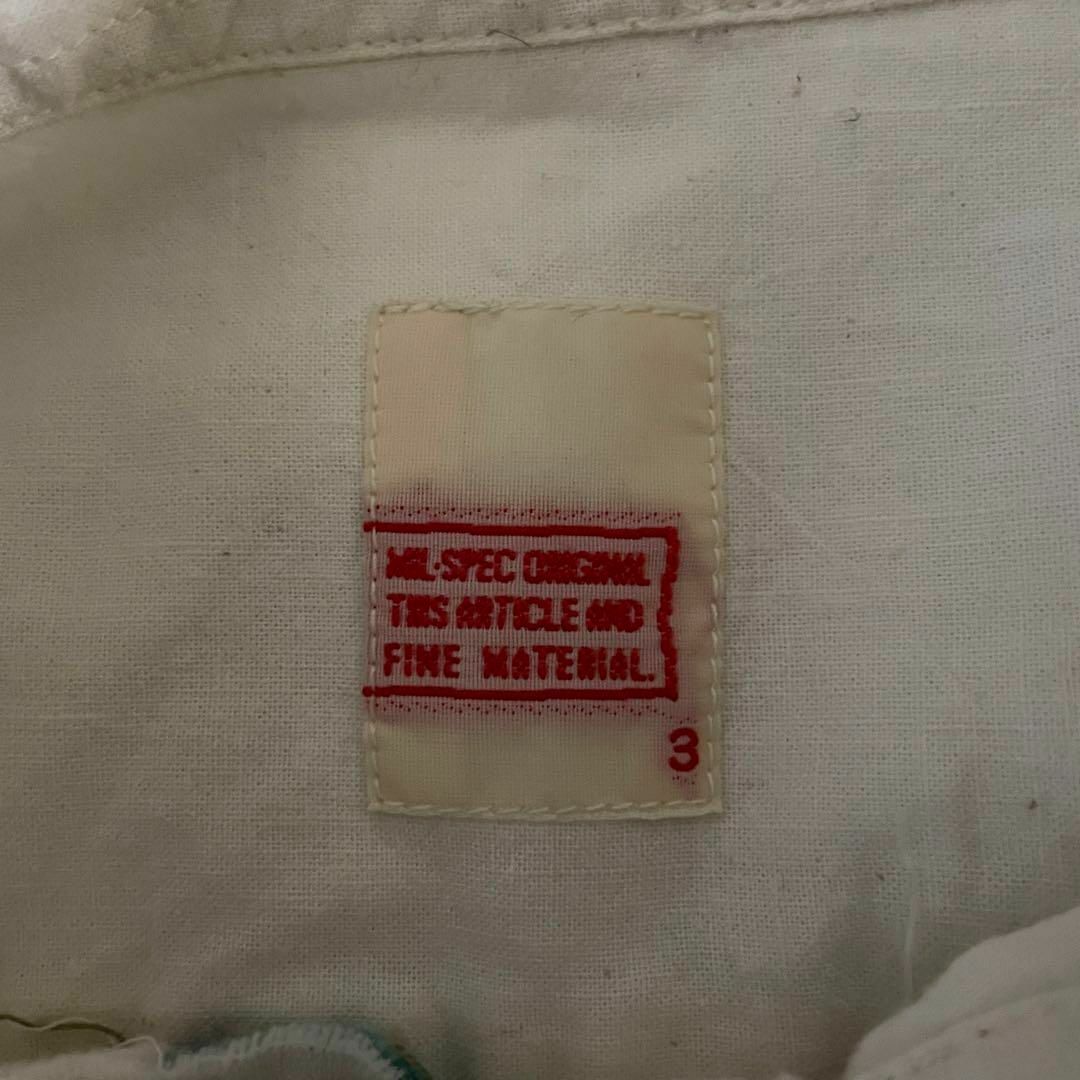 MIL-SPEC ORIGINAL
THIS ARTICLE AND
FINE MATERIAL.
3